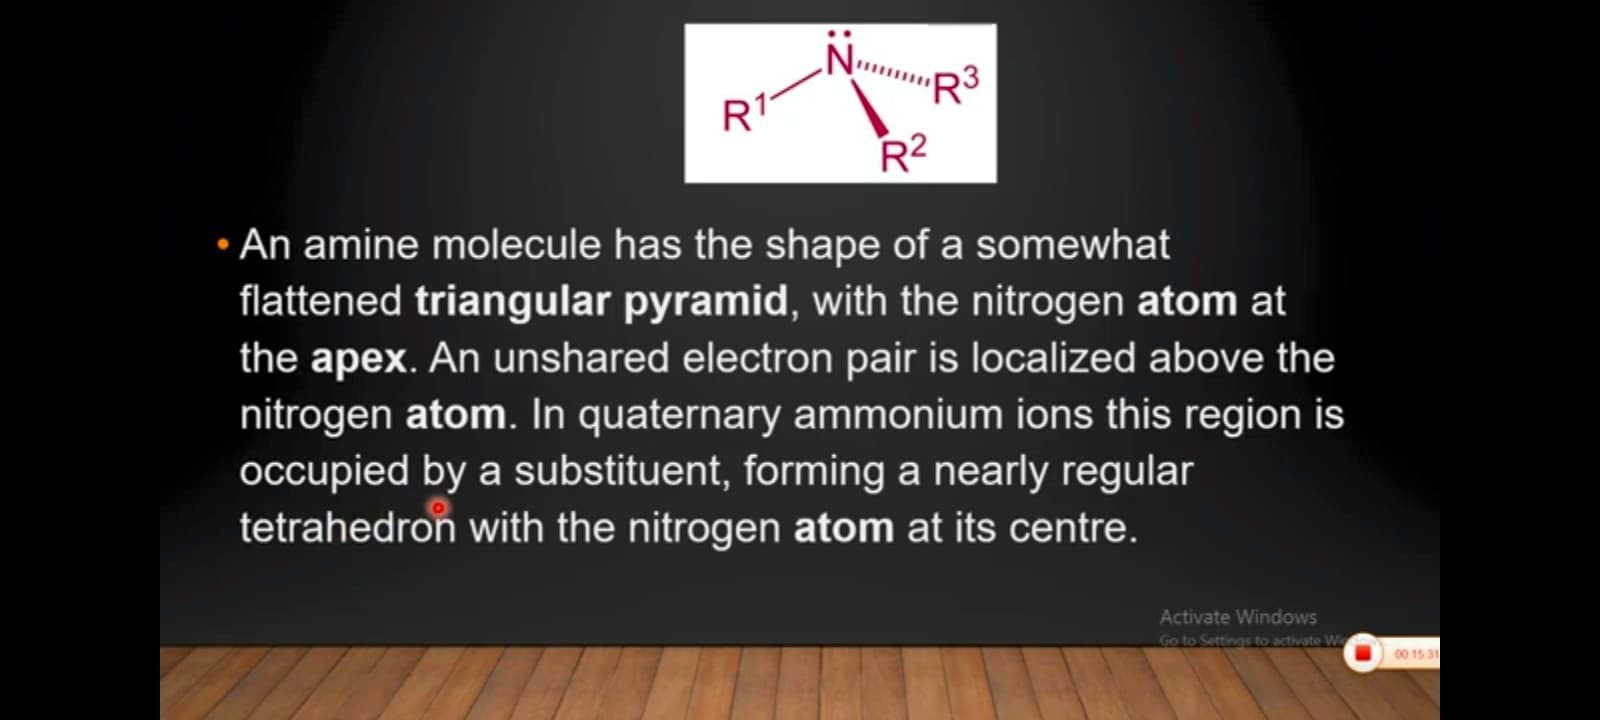 N
R³
R¹
R²
• An amine molecule has the shape of a somewhat
flattened triangular pyramid, with the nitrogen atom at
the apex. An unshared electron pair is localized above the
nitrogen atom. In quaternary ammonium ions this region is
occupied by a substituent, forming a nearly regular
tetrahedron with the nitrogen atom at its centre.
Activate Windows
Go to Settings to activate
00:15:31